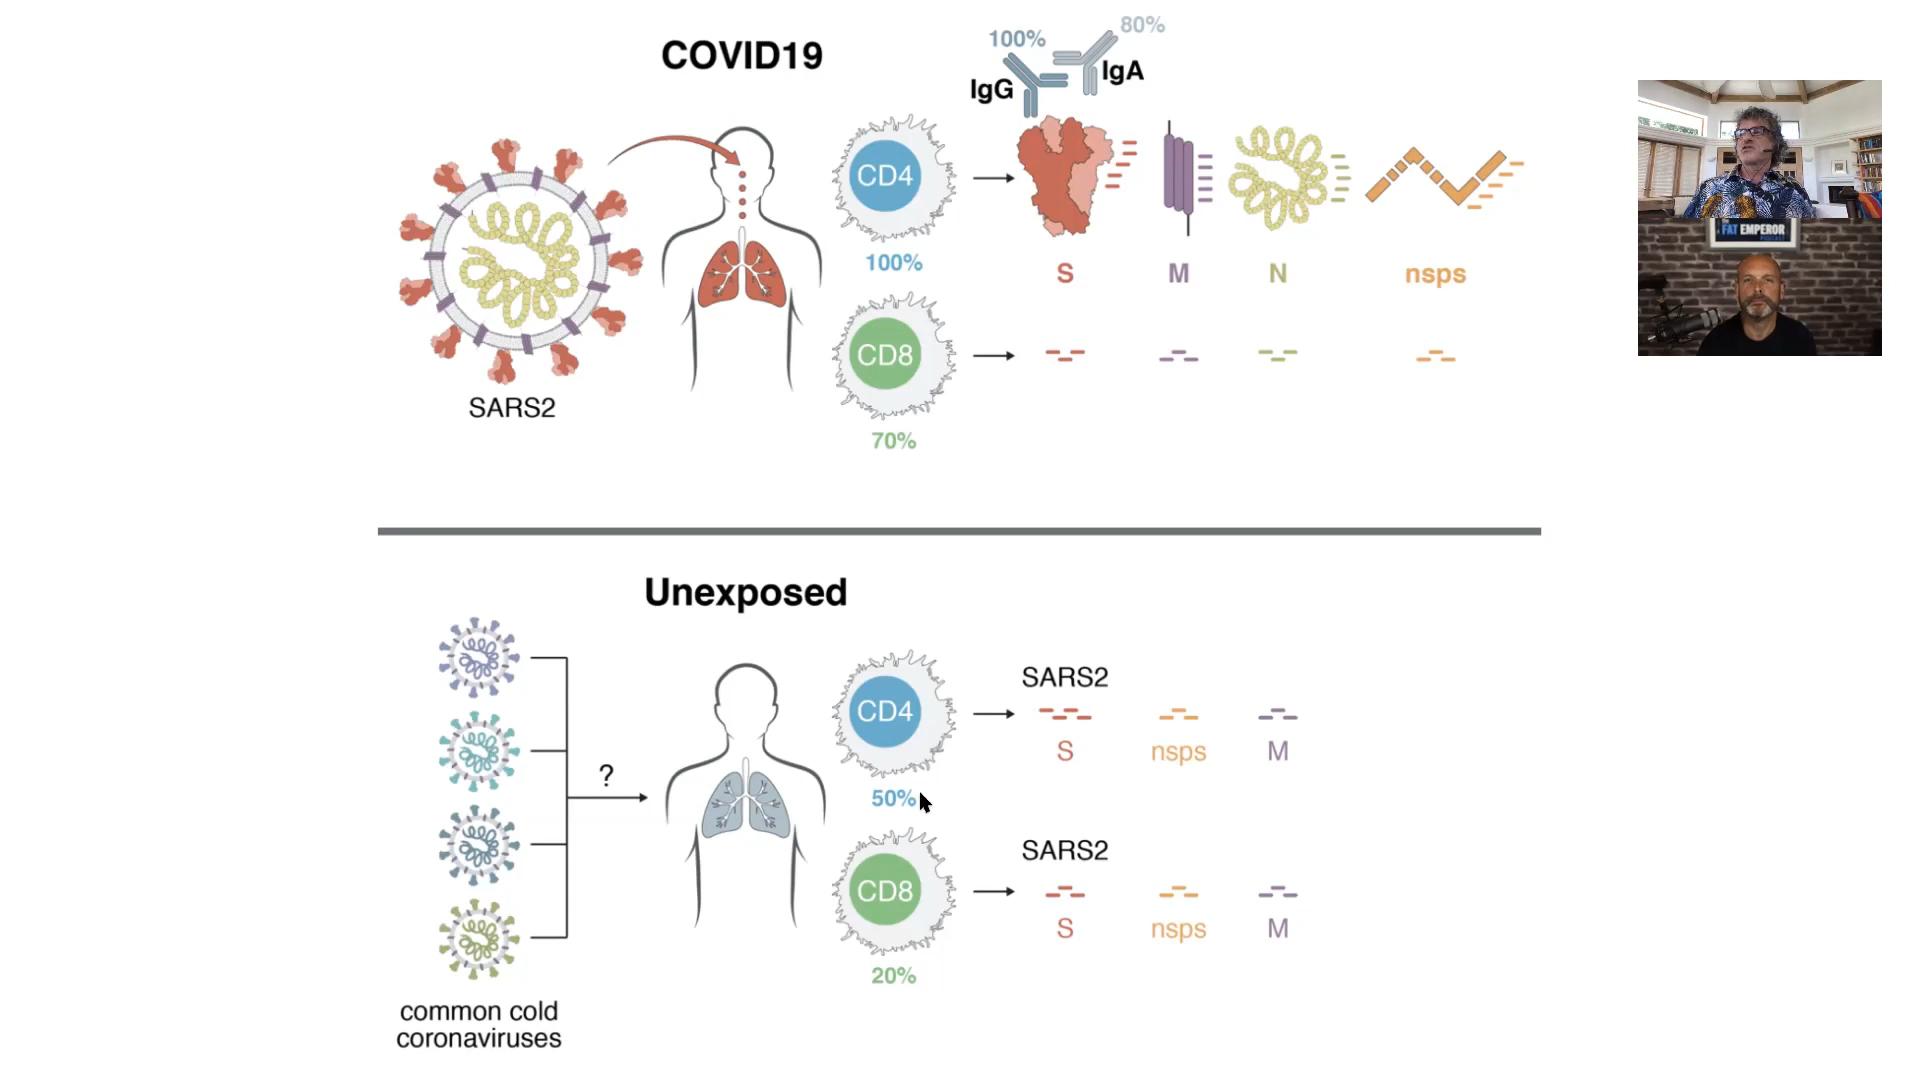 COVID19
100%
80%
IgG
IgA
CD4
100%
S
M
N
nsps
CD8
70%
SARS2
FAT EMPEROR
PODCAST
Unexposed
?
CD4
50%
SARS2
S
nsps
M
CD8
20%
SARS2
S
nsps
M
common cold
coronaviruses